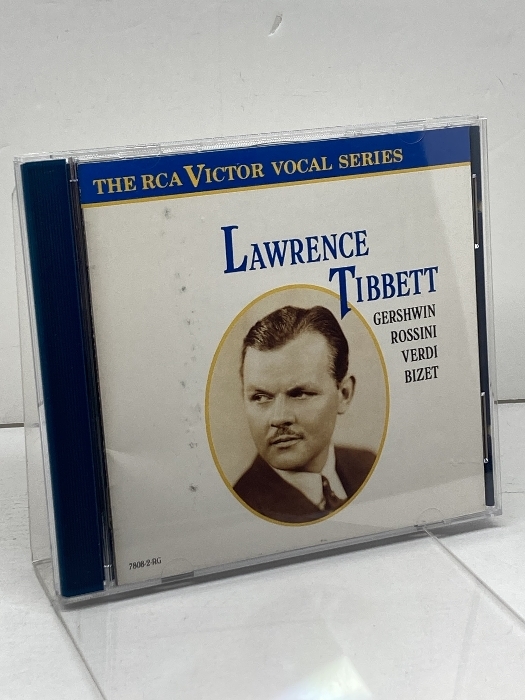 THE RCA VICTOR VOCAL SERIES
LAWRENCE
TIBBETT
GERSHWIN
ROSSINI
VERDI
BIZET
7808-2-RG